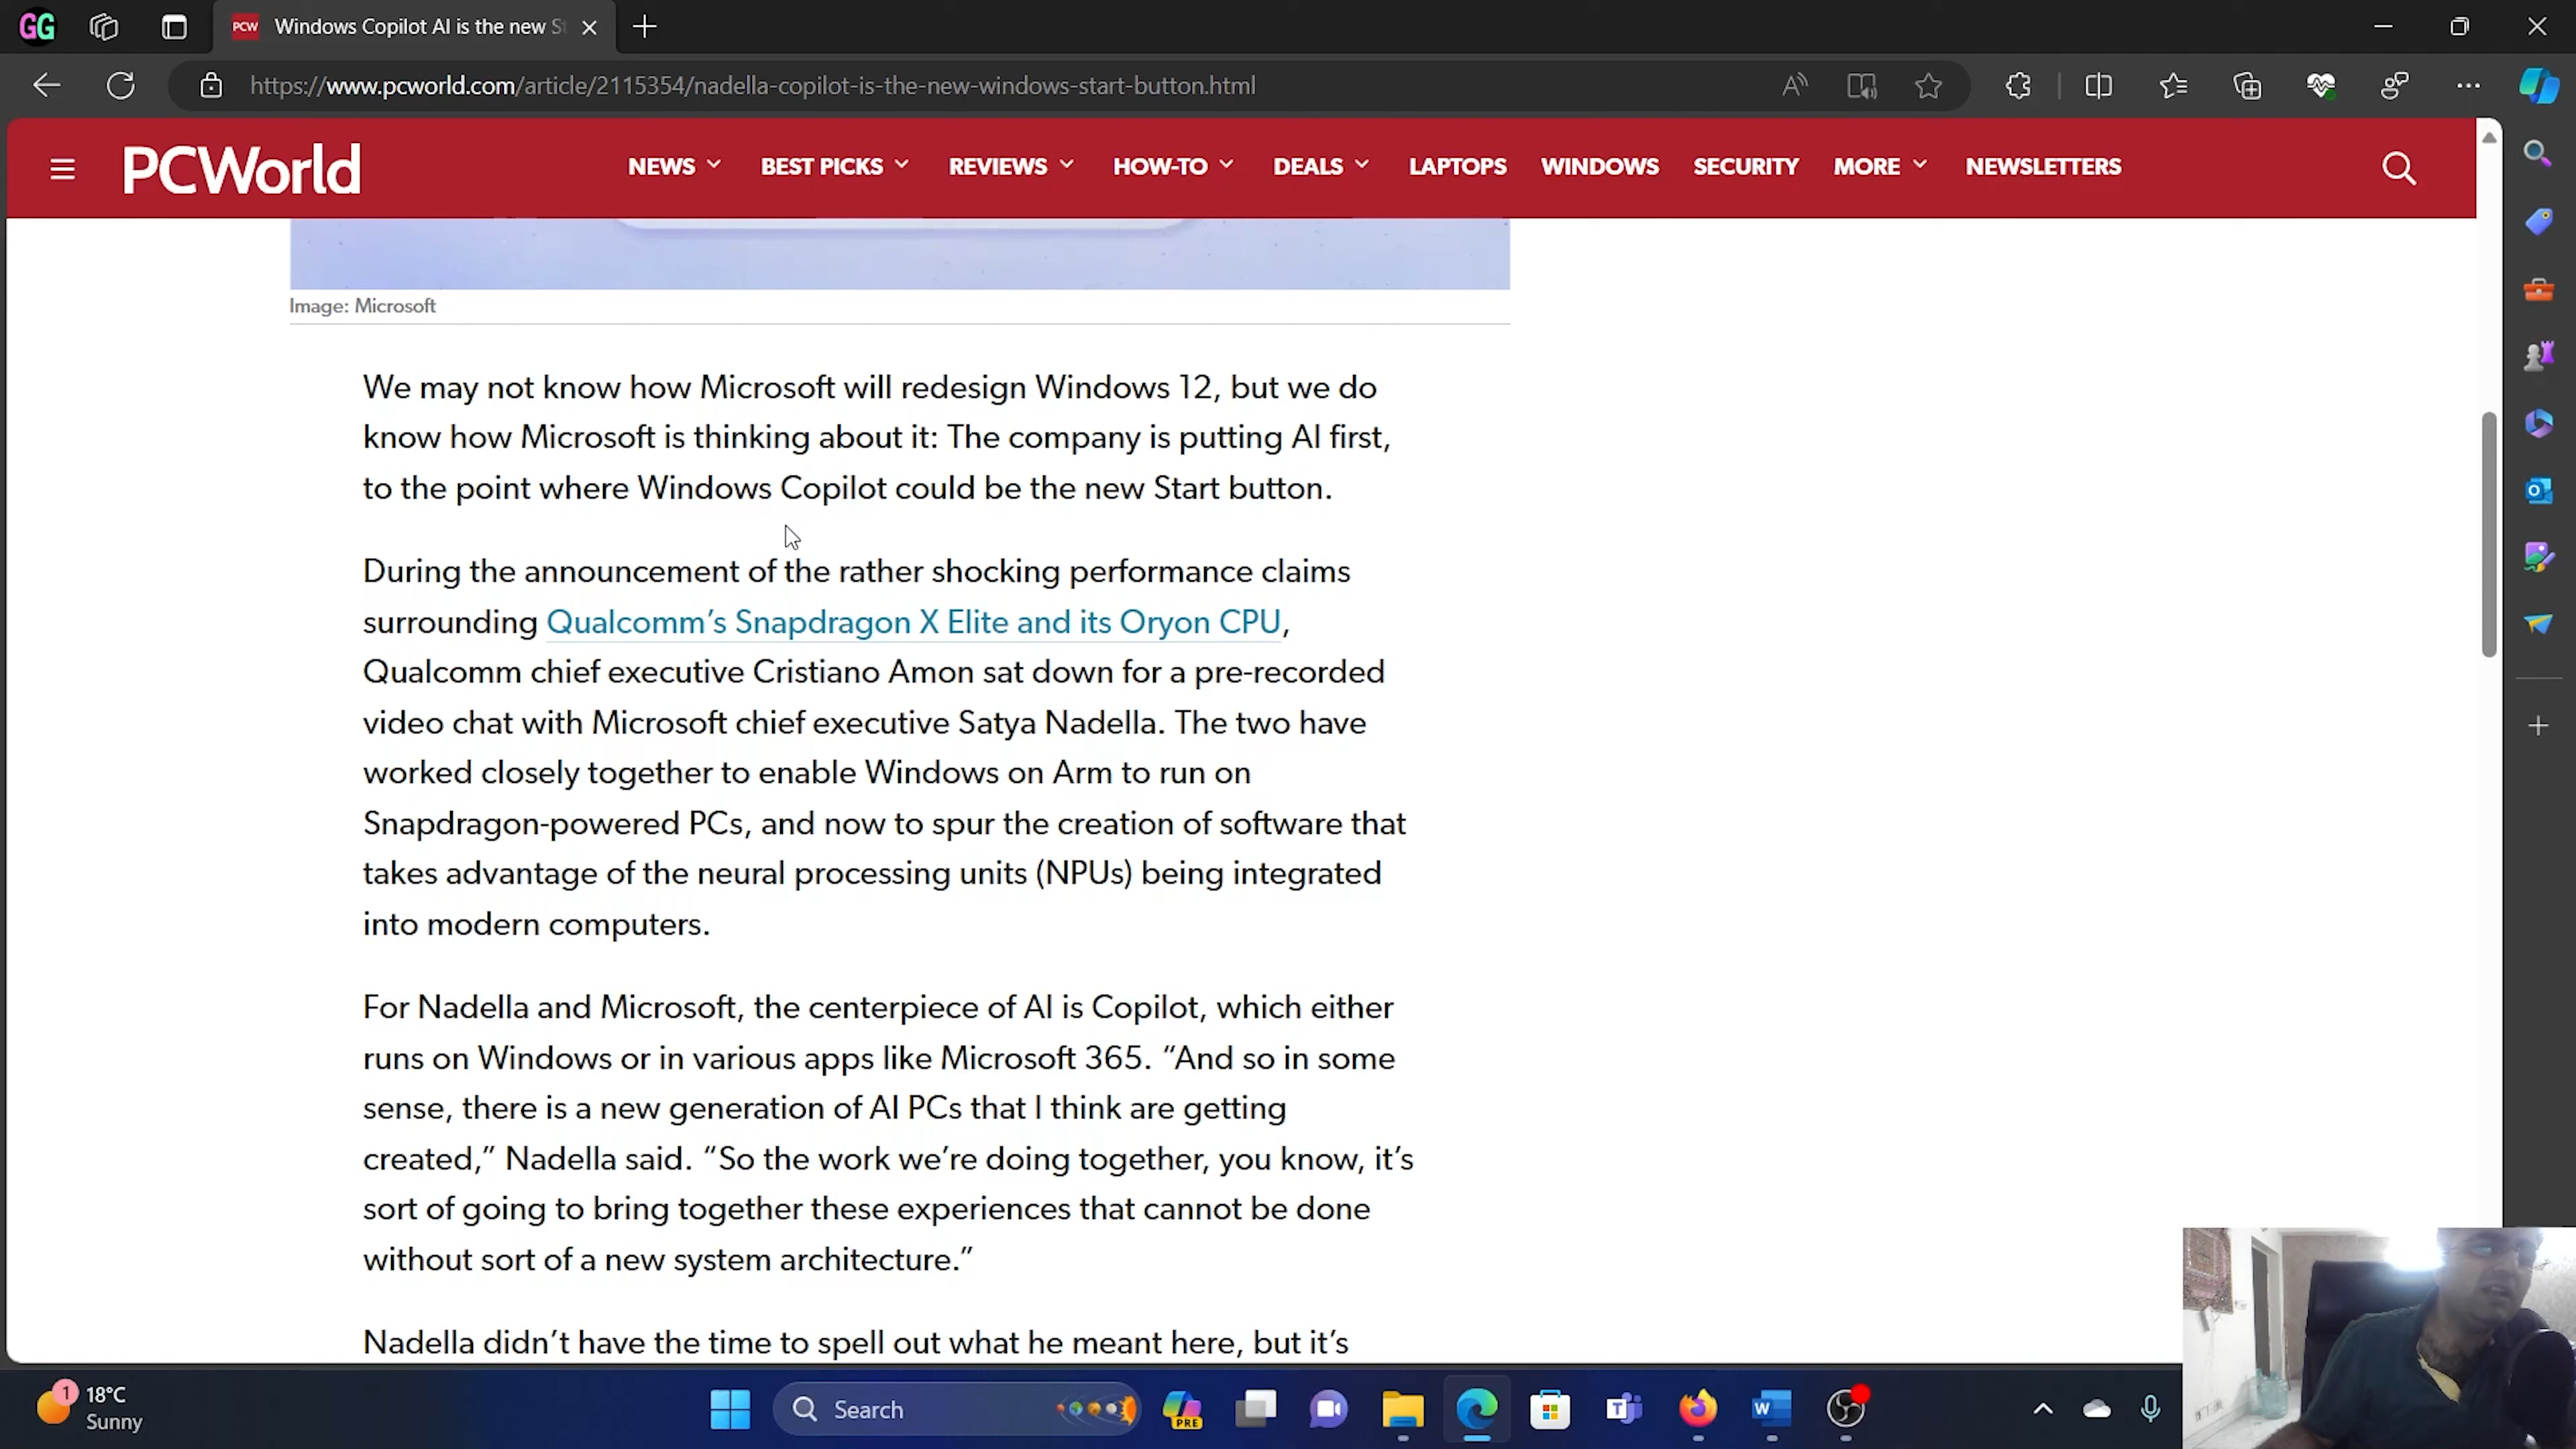 GG
PCW Windows Copilot AI is the new St
https://www.pcworld.com/article/2115354/nadella-copilot-is-the-new-windows-start-button.html
PCWorld NEWS BEST PICKS REVIEWS HOW-TO DEALS LAPTOPS WINDOWS SECURITY MORE NEWSLETTERS
Image: Microsoft
We may not know how Microsoft will redesign Windows 12, but we do
know how Microsoft is thinking about it: The company is putting AI first,
to the point where Windows Copilot could be the new Start button.
During the announcement of the rather shocking performance claims
surrounding Qualcomm’s Snapdragon X Elite and its Oryon CPU,
Qualcomm chief executive Cristiano Amon sat down for a pre-recorded
video chat with Microsoft chief executive Satya Nadella. The two have
worked closely together to enable Windows on Arm to run on
Snapdragon-powered PCs, and now to spur the creation of software that
takes advantage of the neural processing units (NPUs) being integrated
into modern computers.
For Nadella and Microsoft, the centerpiece of AI is Copilot, which either
runs on Windows or in various apps like Microsoft 365. “And so in some
sense, there is a new generation of AI PCs that I think are getting
created,” Nadella said. “So the work we’re doing together, you know, it’s
sort of going to bring together these experiences that cannot be done
without sort of a new system architecture.”
Nadella didn’t have the time to spell out what he meant here, but it’s
1 18°C
Sunny
Search
PRE